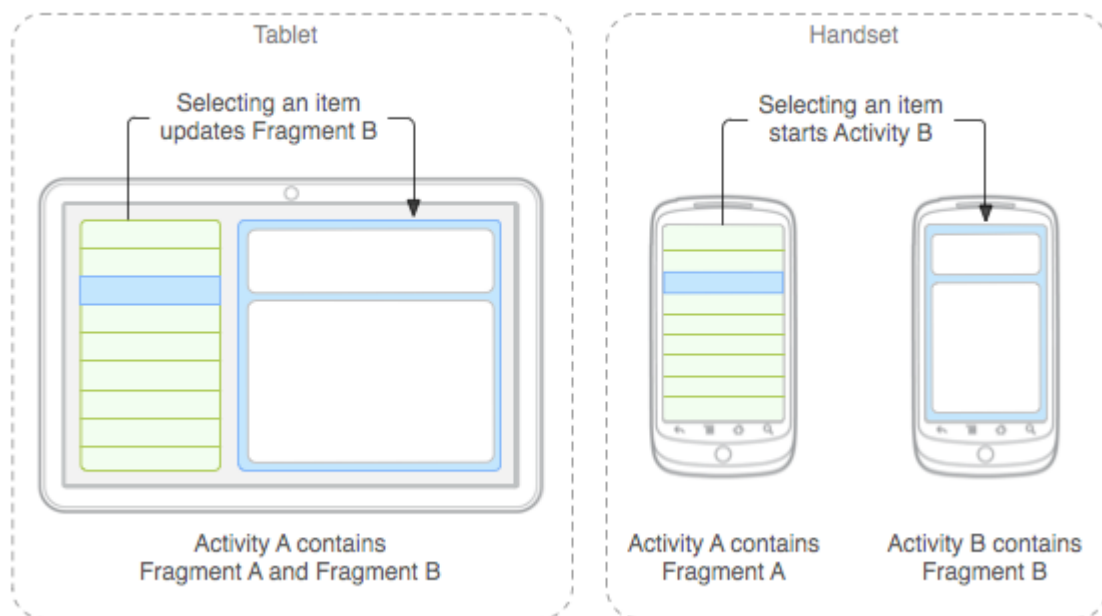 Tablet
Selecting an item
updates Fragment B
Activity A contains
Fragment A and Fragment B
Handset
Selecting an item
starts Activity B
Activity A contains
Fragment A
Activity B contains
Fragment B